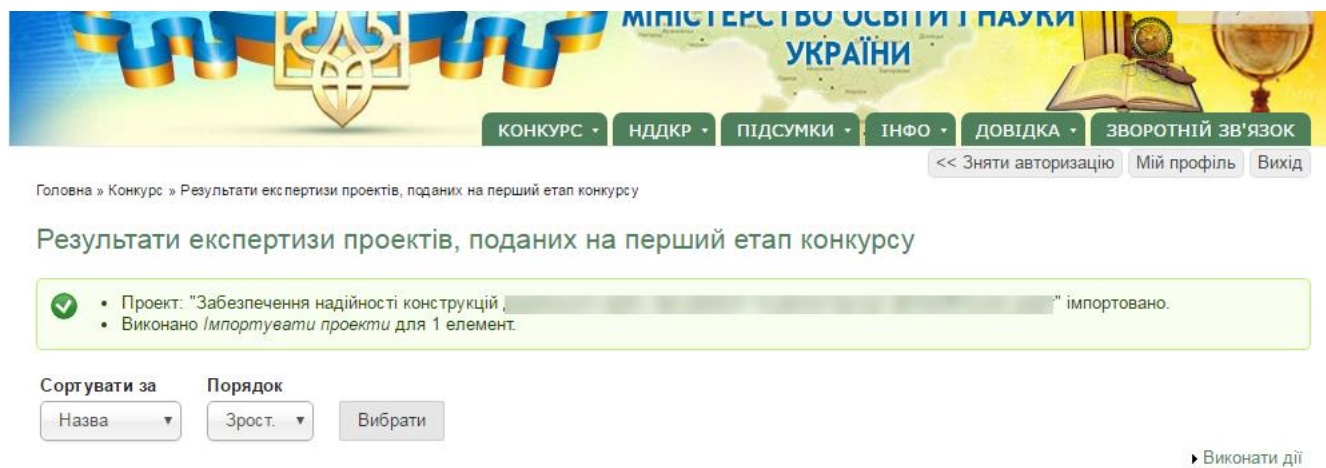 МІНІСТЕРСТВО ОСВІТИ І НАУКИ
УКРАЇНИ
КОНКУРС НДДКР ПІДСУМКИ ІНФО ДОВІДКА ЗВОРОТНІЙ ЗВ'ЯЗОК
<< Зняти авторизацію Мій профіль Вихід
Головна » Конкурс » Результати експертизи проектів, поданих на перший етап конкурсу
Результати експертизи проектів, поданих на перший етап конкурсу
• Проект: "Забезпечення надійності конструкцій " імпортовано.
• Виконано Імпортувати проекти для 1 елемент.
Сортувати за Порядок
Назва Зрост. Вибрати
Виконати дії